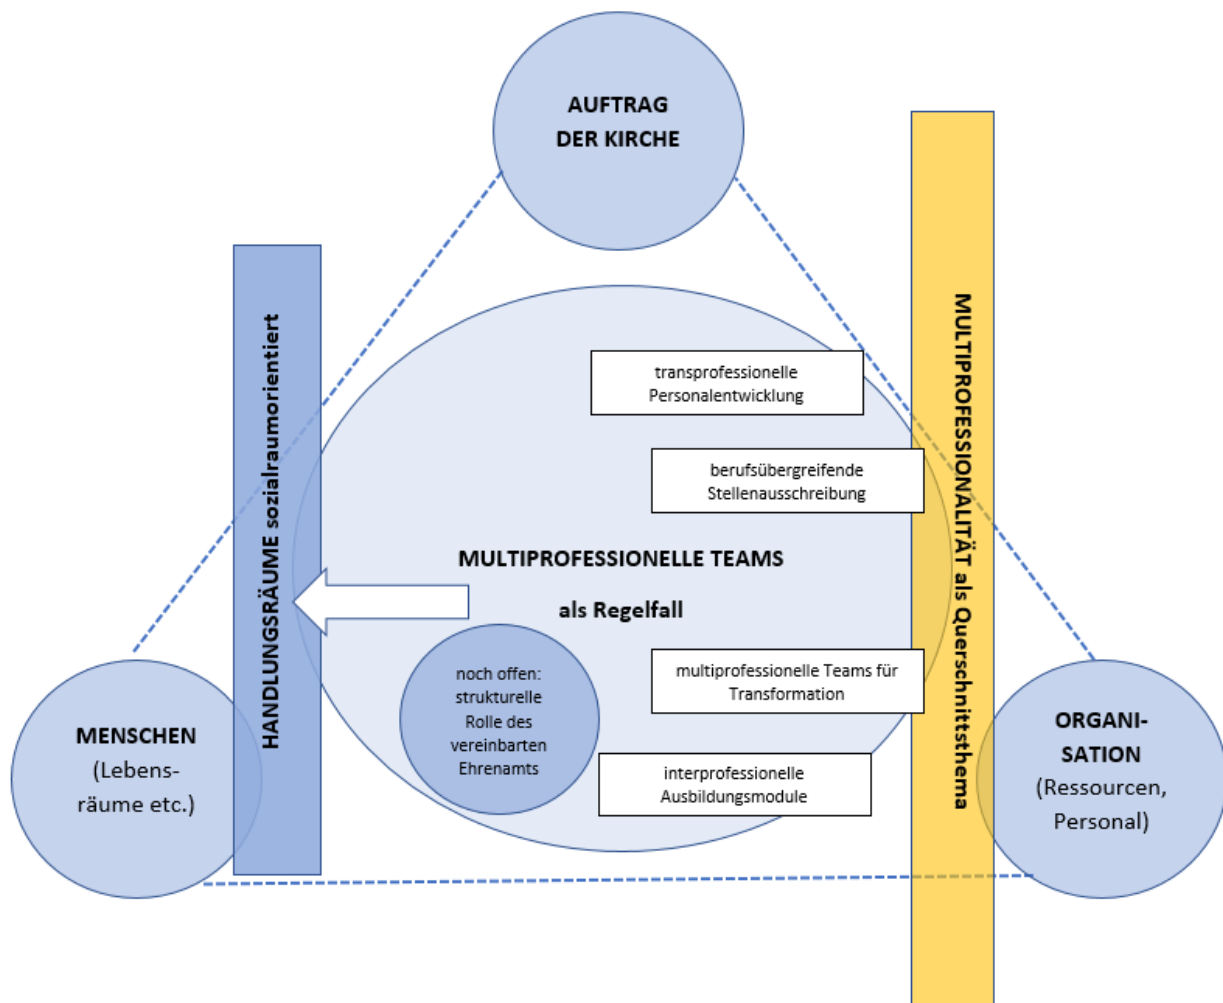 AUFTRAG
DER KIRCHE
HANDLUNGSRÄUME sozialraumorientiert
MULTIPROFESSIONALITÄT als Querschnittsthema
transprofessionelle
Personalentwicklung
berufsübergreifende
Stellenausschreibung
MULTIPROFESSIONELLE TEAMS
als Regelfall
noch offen:
strukturelle
Rolle des
vereinbarten
Ehrenamts
multiprofessionelle Teams für
Transformation
interprofessionelle
Ausbildungsmodule
MENSCHEN
(Lebens-
räume etc.)
ORGANI-
SATION
(Ressourcen,
Personal)